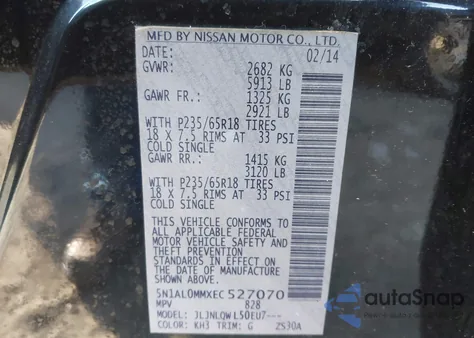 MFD BY NISSAN MOTOR CO., LTD.
DATE: 02/14
GVWR: 2682 KG
5913 LB
GAWR FR.: 1325 KG
2921 LB
WITH P235/65R18 TIRES
18 X 7.5 RIMS AT 33 PSI
COLD SINGLE
GAWR RR.: 1415 KG
3120 LB
WITH P235/65R18 TIRES
18 X 7.5 RIMS AT 33 PSI
COLD SINGLE
THIS VEHICLE CONFORMS TO
ALL APPLICABLE FEDERAL
MOTOR VEHICLE SAFETY
AND THEFT PREVENTION
STANDARDS IN EFFECT ON
THE DATE OF MANUFACTURE
SHOWN ABOVE.
5N1AL0MMXEC527070
MPV 828
MODEL: JLJNLQWL50EU7---
COLOR: KH3 TRIM: G 2S30A
autoSnap